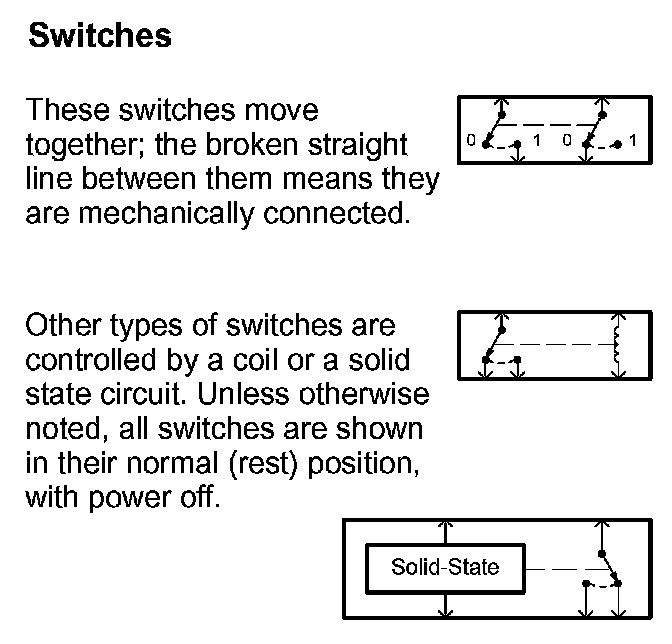 Switches
These switches move
together; the broken straight
line between them means they
are mechanically connected.
0 1 0 1
Other types of switches are
controlled by a coil or a solid
state circuit. Unless otherwise
noted, all switches are shown
in their normal (rest) position,
with power off.
Solid-State